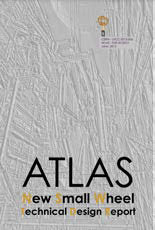 ATLAS
New Small Wheel
Technical Design Report